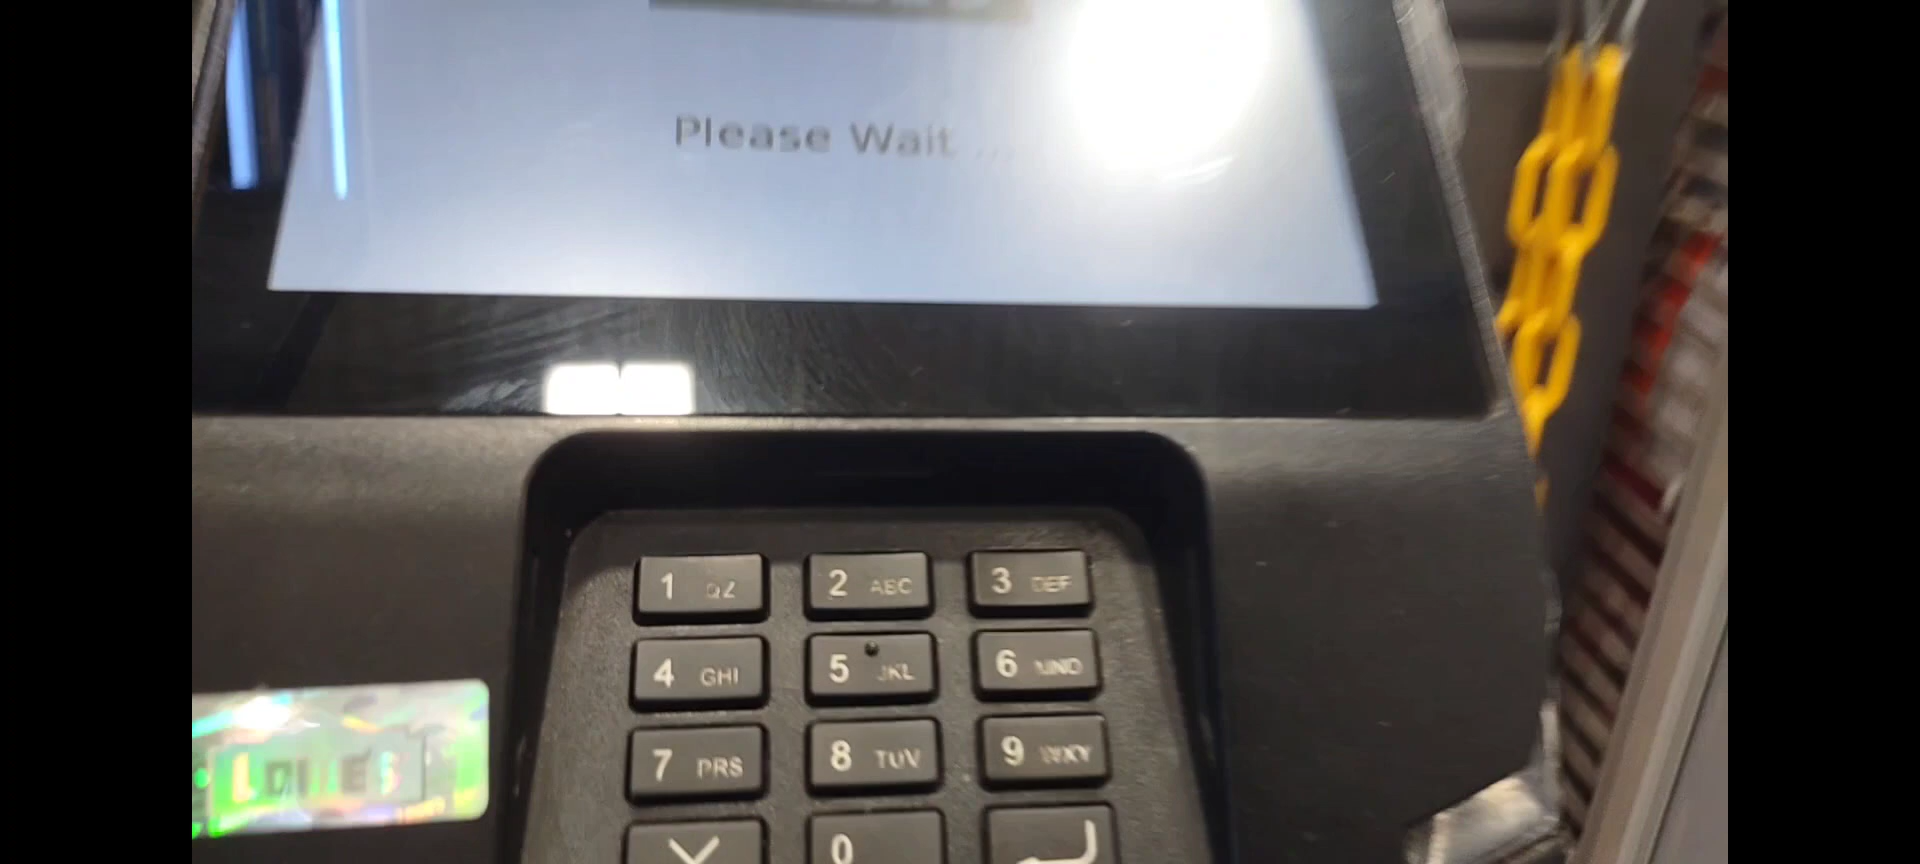 Please Wait ...
1 QZ 2 ABC 3 DEF
4 GHI 5 JKL 6 MNO
7 PRS 8 TUV 9 WXY
LOWES
0